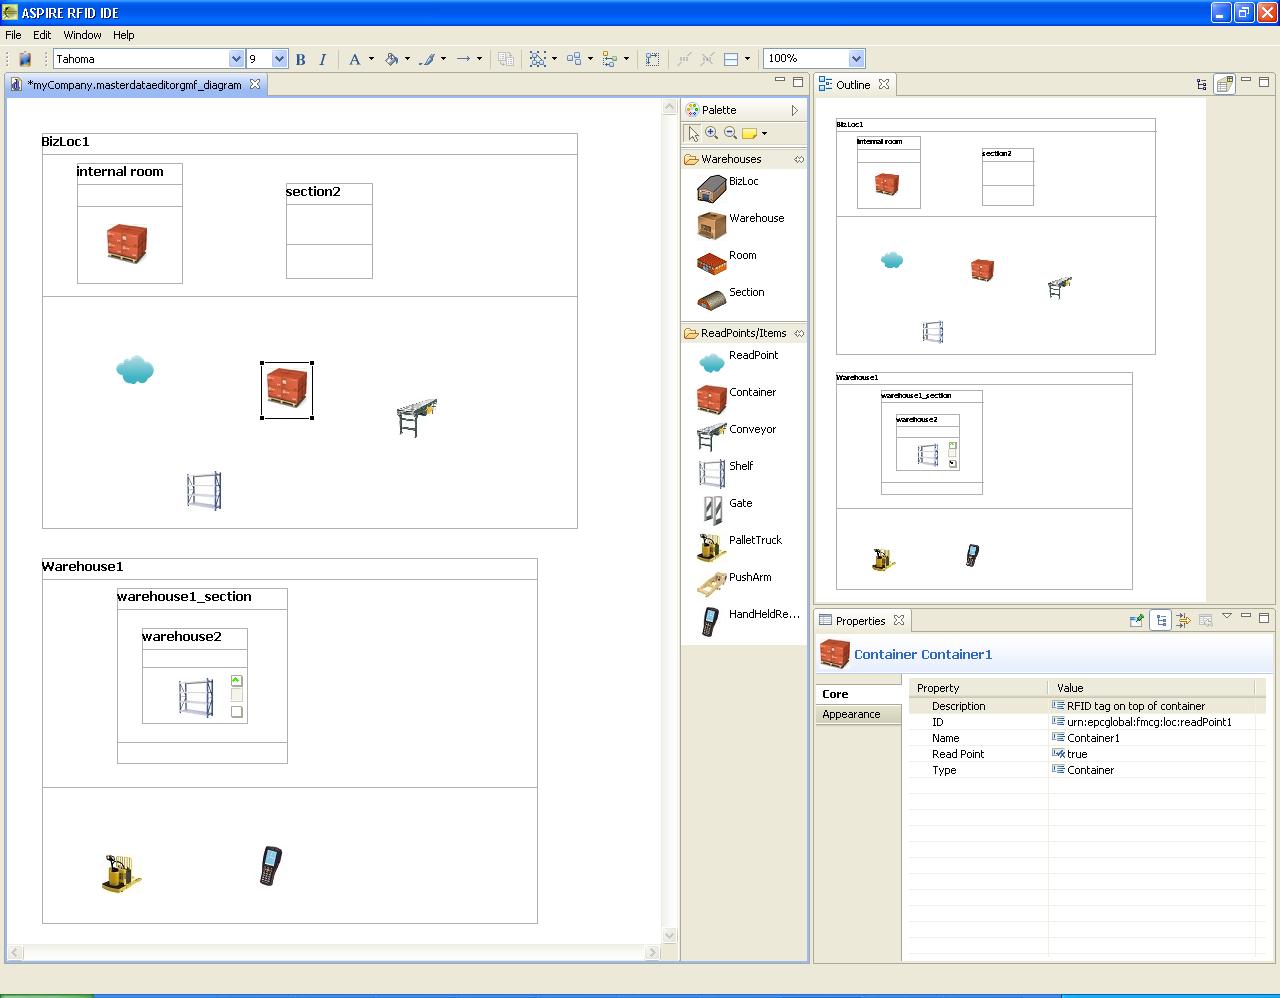 ASPIRE RFID IDE
File Edit Window Help
Tahoma 9 B I A 100%
*myCompany.masterdataeditorgmf_diagram
BizLoc1
internal room
section2
Warehouse1
warehouse1_section
warehouse2
Palette
Warehouses
BizLoc
Warehouse
Room
Section
ReadPoints/Items
ReadPoint
Container
Conveyor
Shelf
Gate
PalletTruck
PushArm
HandHeldRe...
Outline
BizLoc1
internal room
section2
Warehouse1
warehouse1_section
warehouse2
Properties
Container Container1
Core
Appearance
Property Value
Description RFID tag on top of container
ID urn:epcglobal:fmcg:loc:readPoint1
Name Container1
Read Point true
Type Container